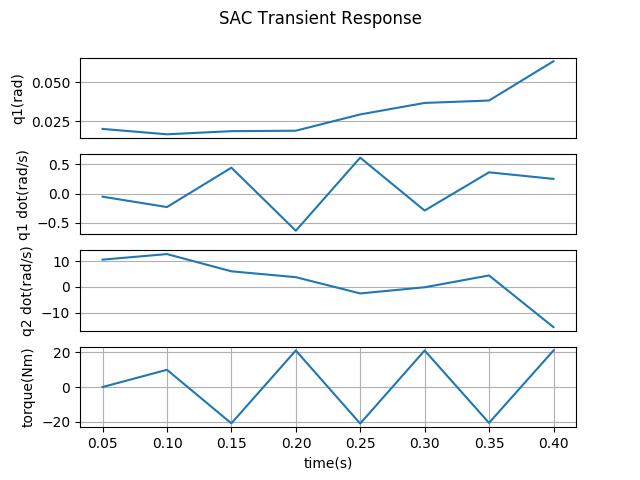 SAC Transient Response
q1(rad)
0.050
0.025
q1 dot(rad/s)
0.5
0.0
−0.5
q2 dot(rad/s)
10
0
−10
torque(Nm)
20
0
−20
0.05 0.10 0.15 0.20 0.25 0.30 0.35 0.40
time(s)